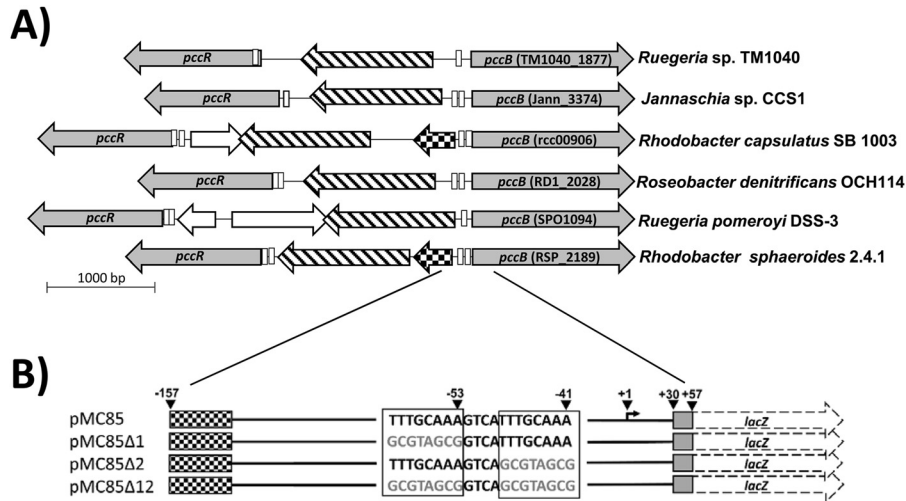 A)
pccR pccB (TM1040_1877) Ruegeria sp. TM1040
pccR pccB (Jann_3374) Jannaschia sp. CCS1
pccR pccB (rcc00906) Rhodobacter capsulatus SB 1003
pccR pccB (RD1_2028) Roseobacter denitrificans OCH114
pccR pccB (SPO1094) Ruegeria pomeroyi DSS-3
pccR pccB (RSP_2189) Rhodobacter sphaeroides 2.4.1
1000 bp
B)
-157 -53 -41 +1 +30 +57
pMC85 TTTGCAAAGTCATTTGCAAA lacZ
pMC85Δ1 GCGTAGCGGTCATTTGCAAA lacZ
pMC85Δ2 TTTGCAAAGTCAGCGTAGCG lacZ
pMC85Δ12 GCGTAGCGGTCAGCGTAGCG lacZ